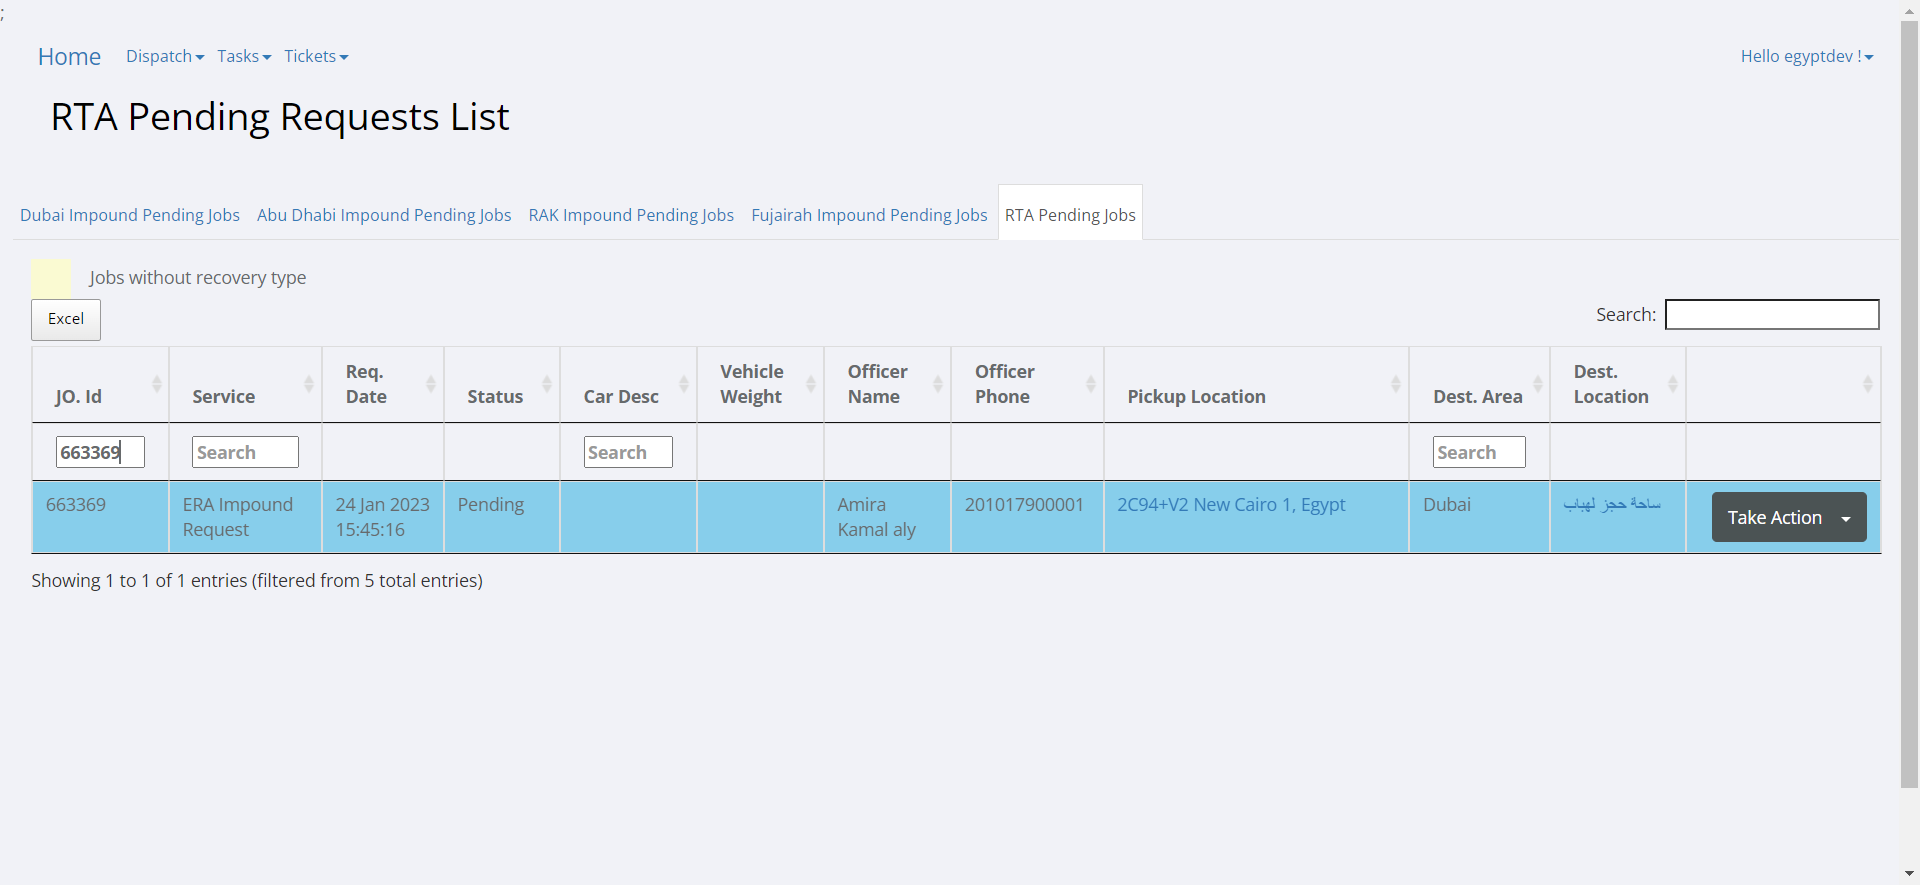 ;
Home Dispatch Tasks Tickets Hello egyptdev !
RTA Pending Requests List
Dubai Impound Pending Jobs Abu Dhabi Impound Pending Jobs RAK Impound Pending Jobs Fujairah Impound Pending Jobs RTA Pending Jobs
Jobs without recovery type
Excel Search:
JO. Id Service Req. Date Status Car Desc Vehicle Weight Officer Name Officer Phone Pickup Location Dest. Area Dest. Location
663369 Search Search Search
663369 ERA Impound Request 24 Jan 2023 15:45:16 Pending Amira Kamal aly 201017900001 2C94+V2 New Cairo 1, Egypt Dubai ساحة حجز لهباب Take Action
Showing 1 to 1 of 1 entries (filtered from 5 total entries)